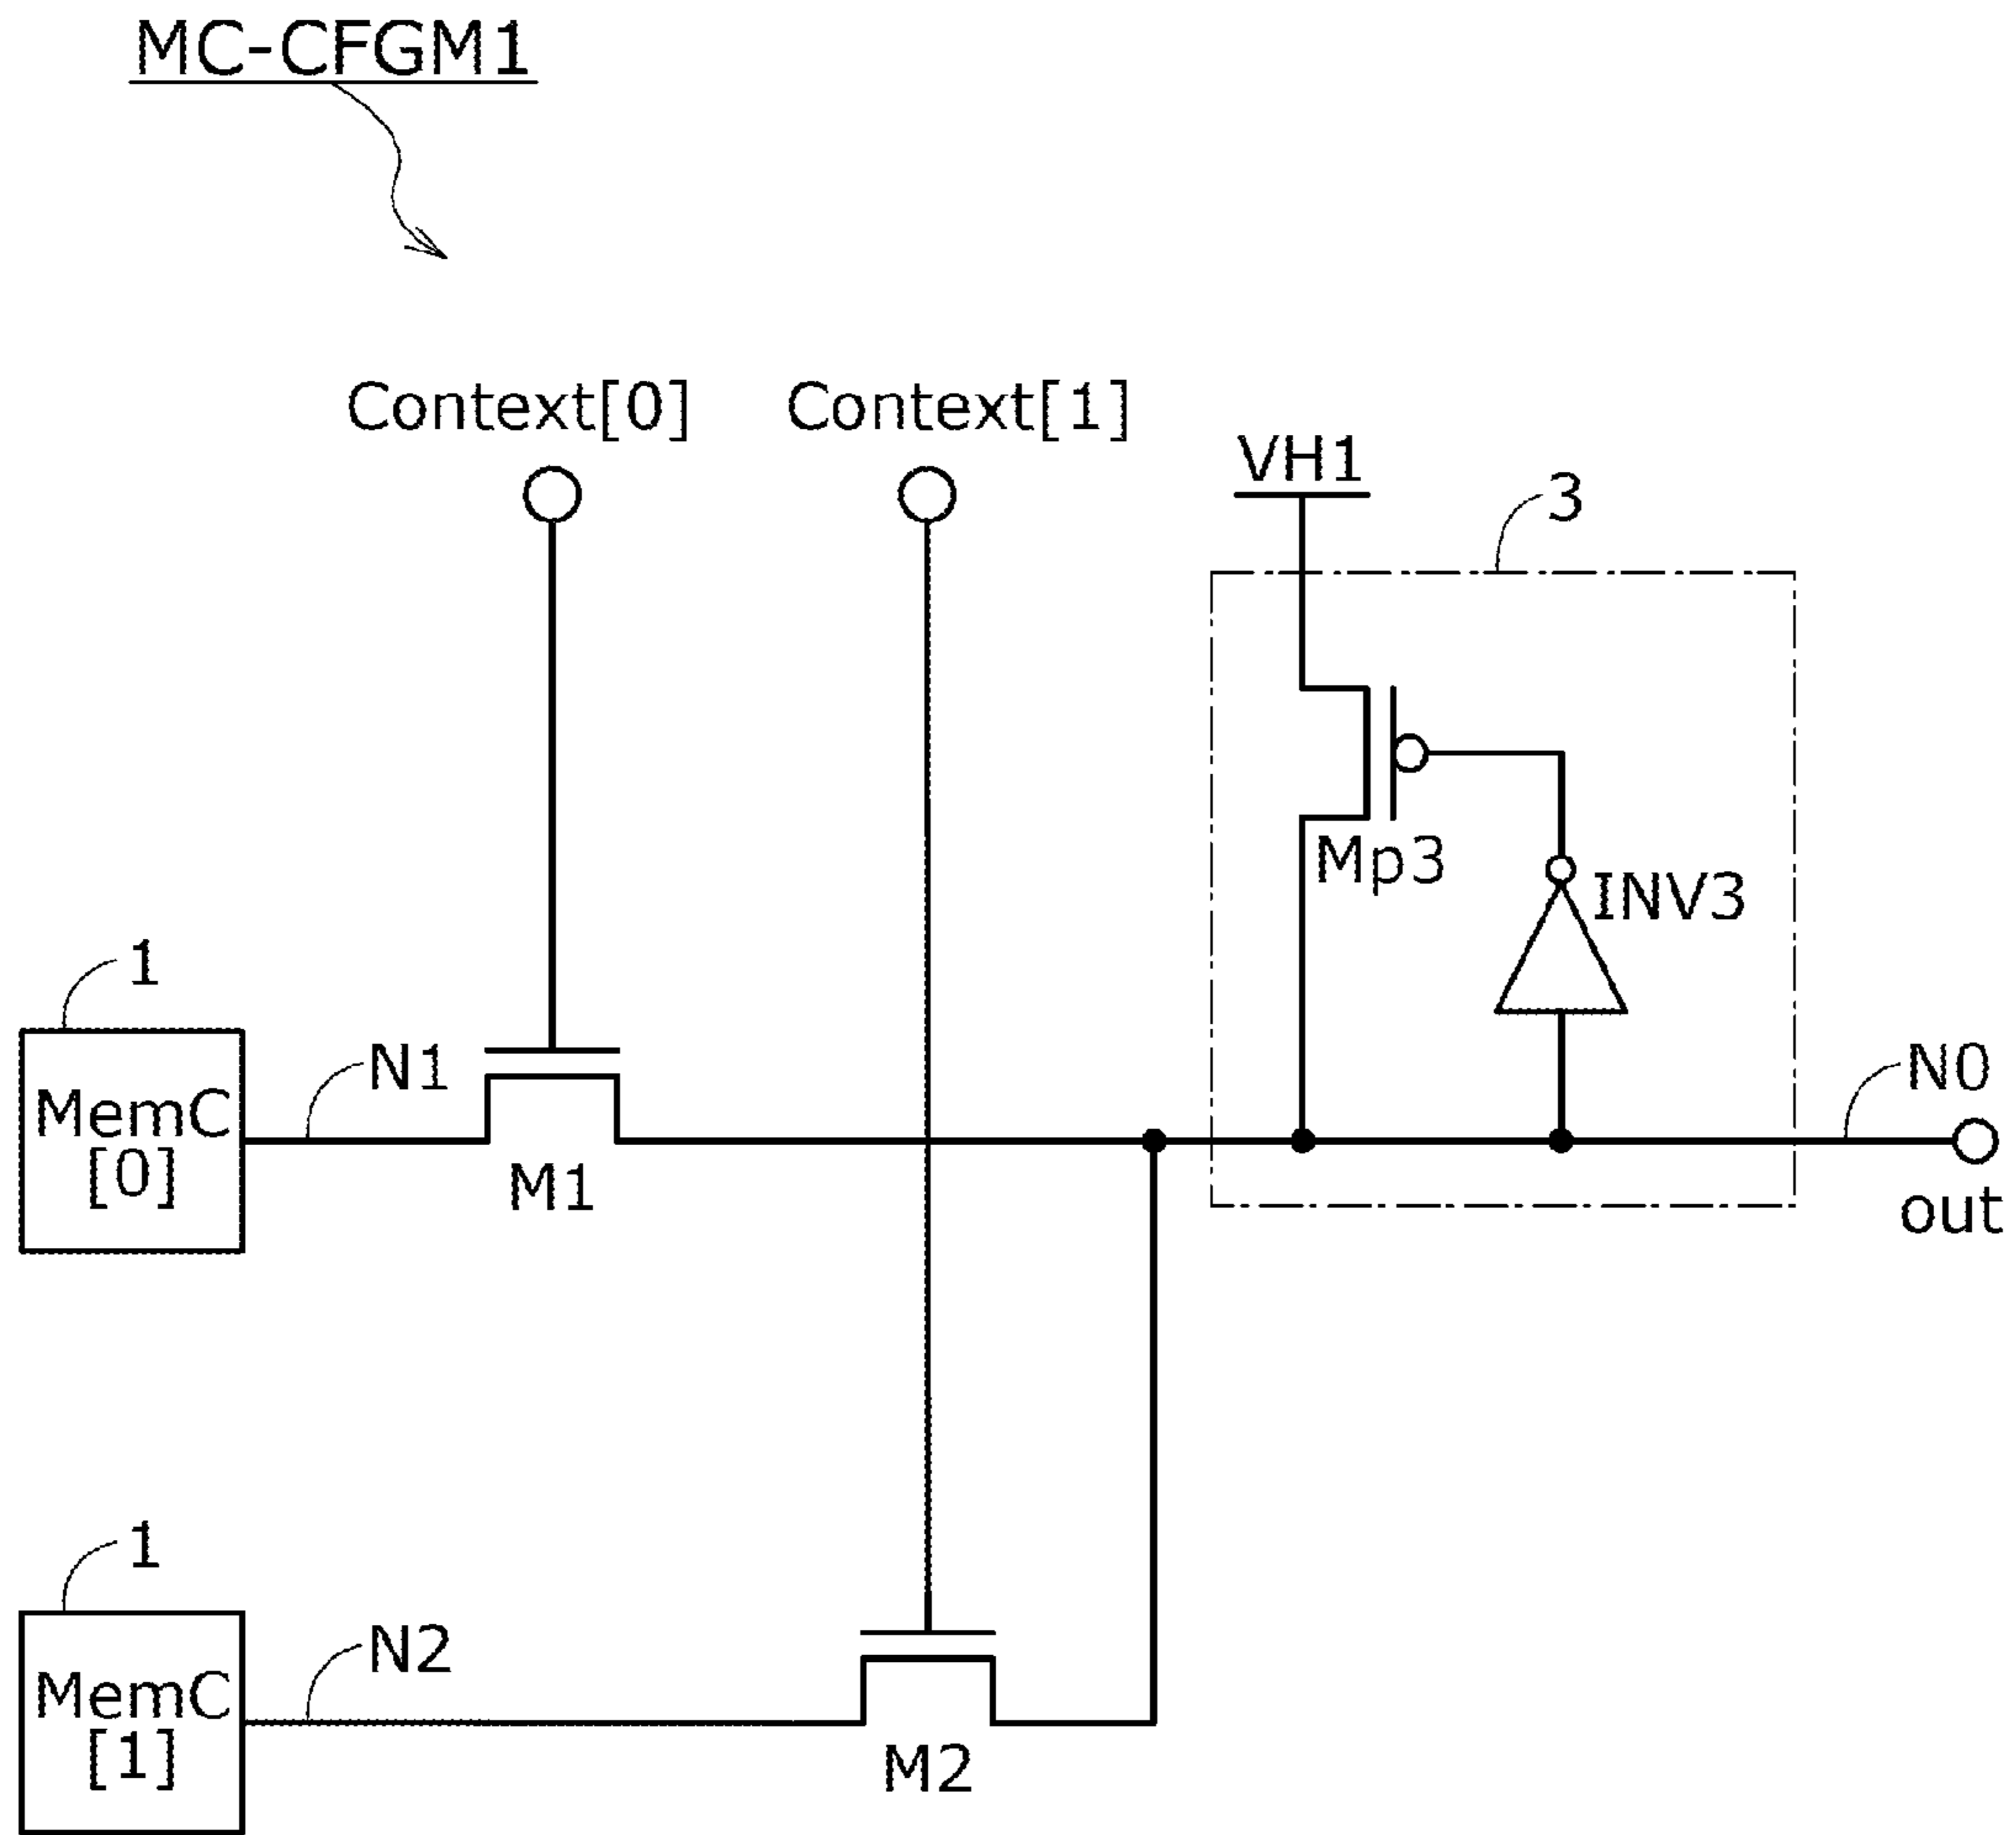 MC-CFGM1
Context[0]
Context[1]
VH1
3
Mp3
INV3
1
MemC
[0]
N1
M1
N0
out
1
MemC
[1]
N2
M2